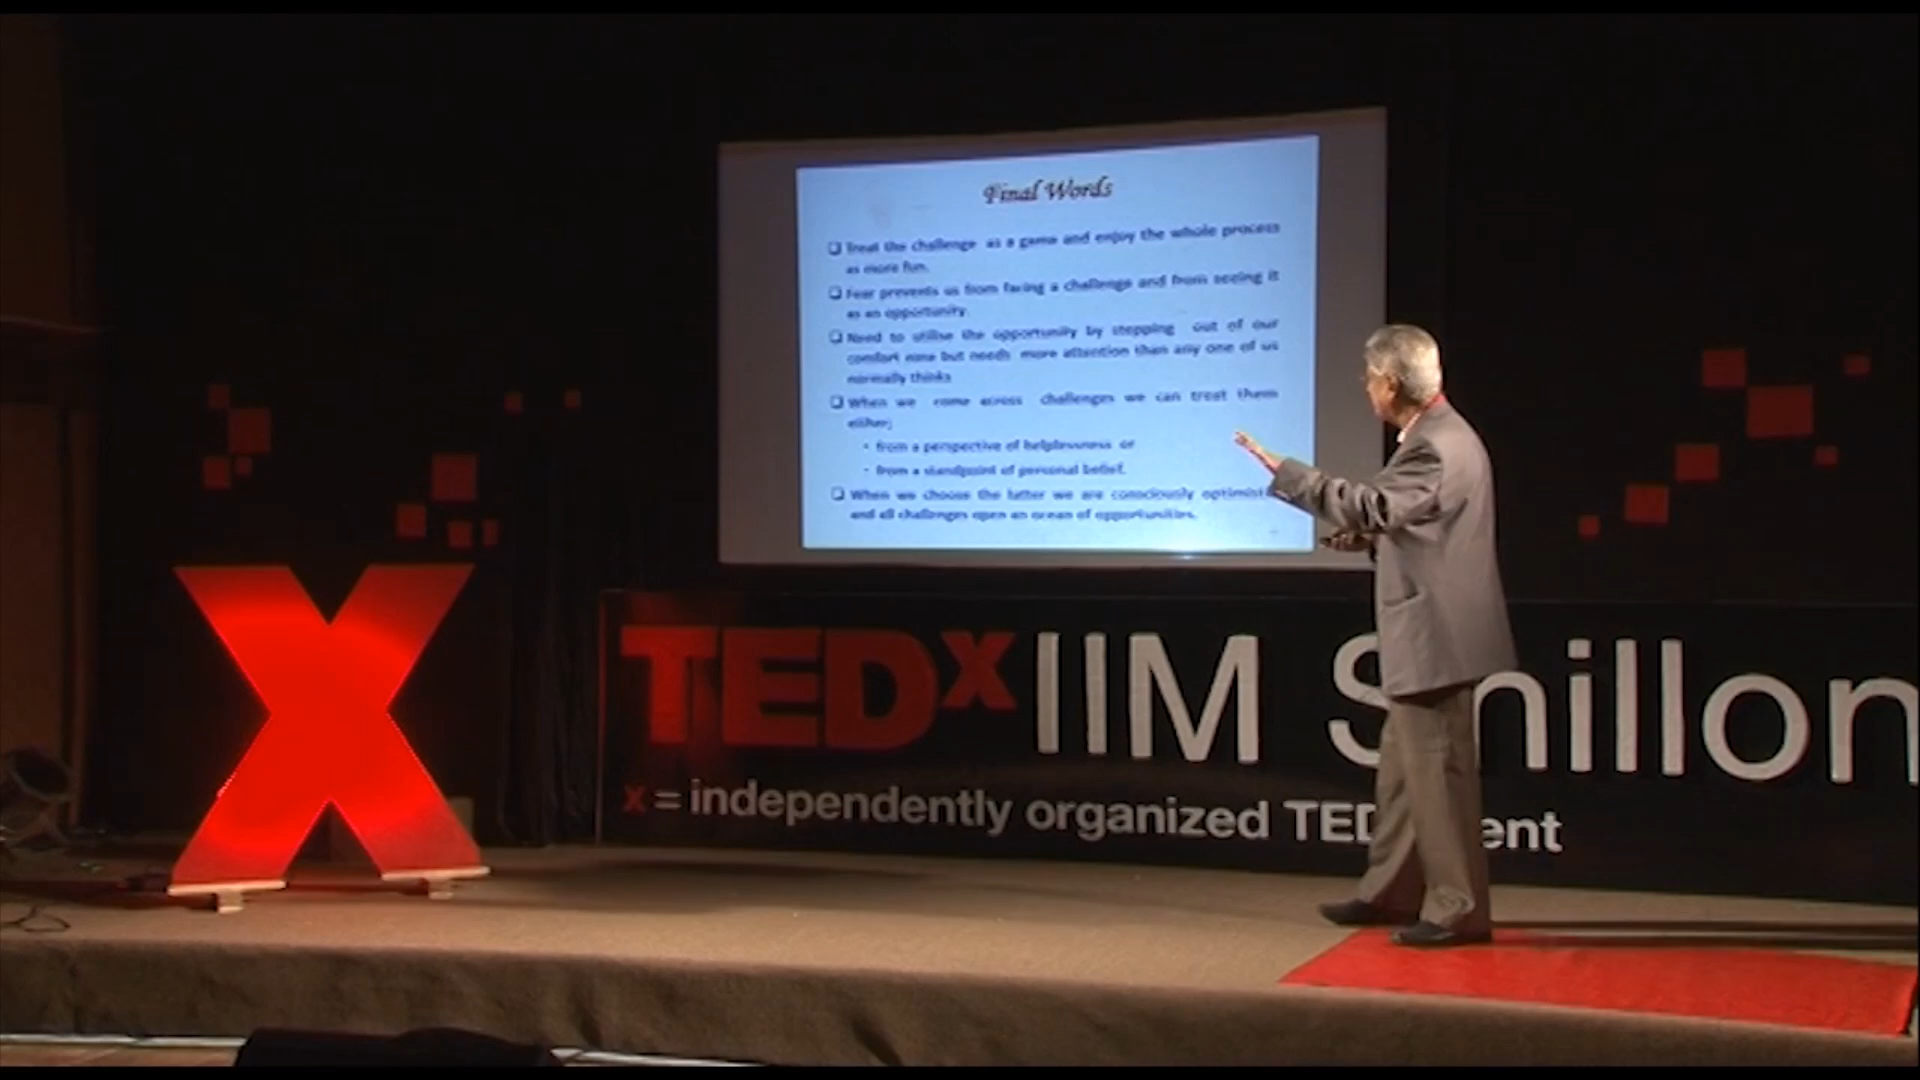 Final Words
❑ Treat the challenge as a game and enjoy the whole process
as more fun.
❑ Fear prevents us from facing a challenge and from seeing it
as an opportunity
❑ Need to utilise the opportunity by stepping out of our
comfort zone but needs more attention than any one of us
normally thinks
❑ When we come across challenges we can treat them
either;
- from a perspective of helplessness or
- from a standpoint of personal belief.
❑ When we choose the latter we are consciously optimist
and all challenges open an ocean of opportunities.
X
TEDx IIM Shillon
x = independently organized TED ent